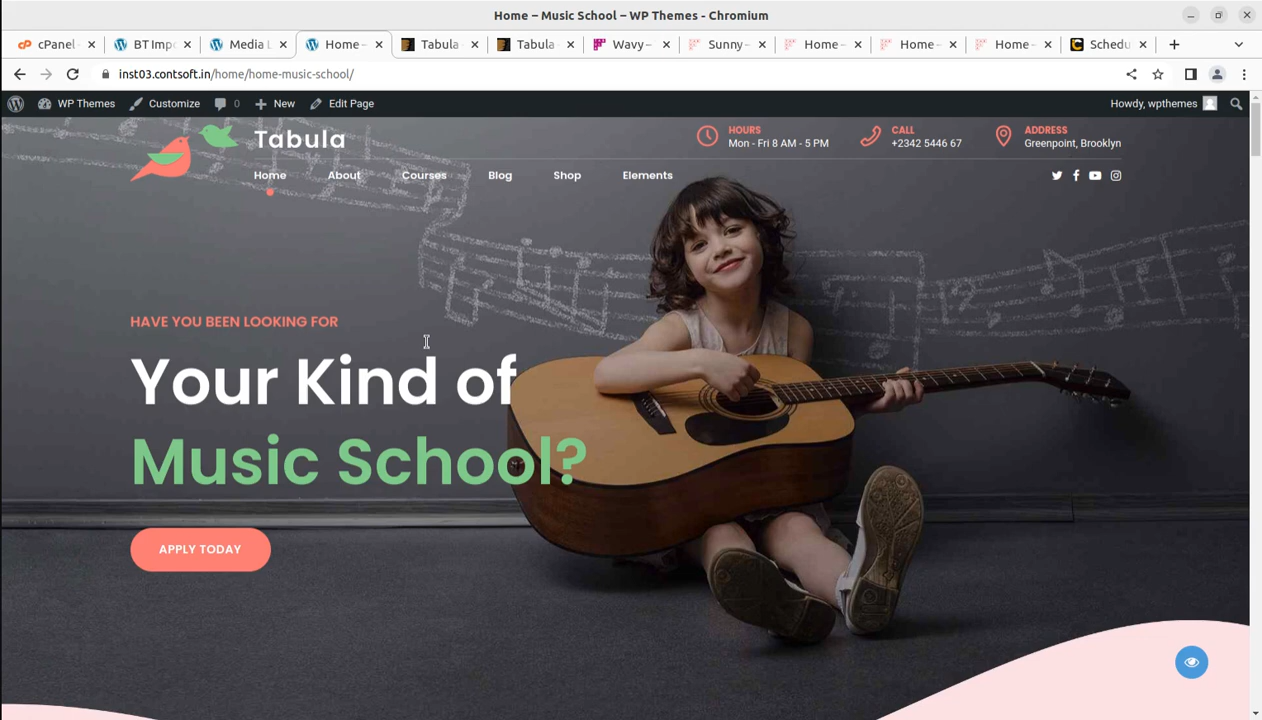 Home – Music School – WP Themes - Chromium
cPanel - BT Impo Media L Home – Tabula Tabula Wavy – Sunny – Home – Home – Home – Schedu
inst03.contsoft.in/home/home-music-school/
WP Themes Customize 0 New Edit Page Howdy, wpthemes
Tabula
HOURS
Mon - Fri 8 AM - 5 PM
CALL
+2342 5446 67
ADDRESS
Greenpoint, Brooklyn
Home About Courses Blog Shop Elements
HAVE YOU BEEN LOOKING FOR
Your Kind of
Music School?
APPLY TODAY